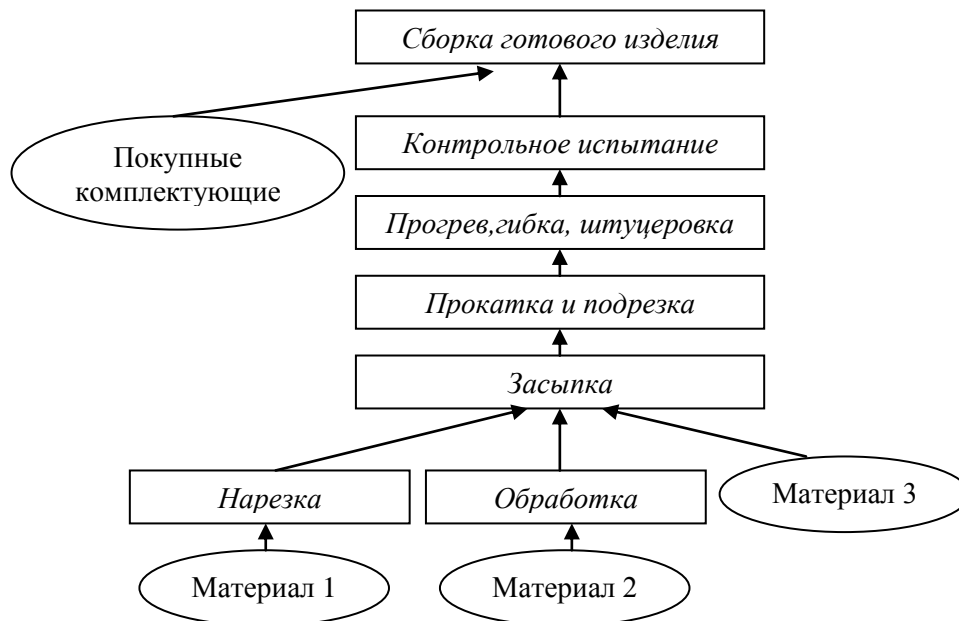 Сборка готового изделия
Контрольное испытание
Покупные
комплектующие
Прогрев,гибка, штуцеровка
Прокатка и подрезка
Засыпка
Нарезка
Обработка
Материал 3
Материал 1
Материал 2